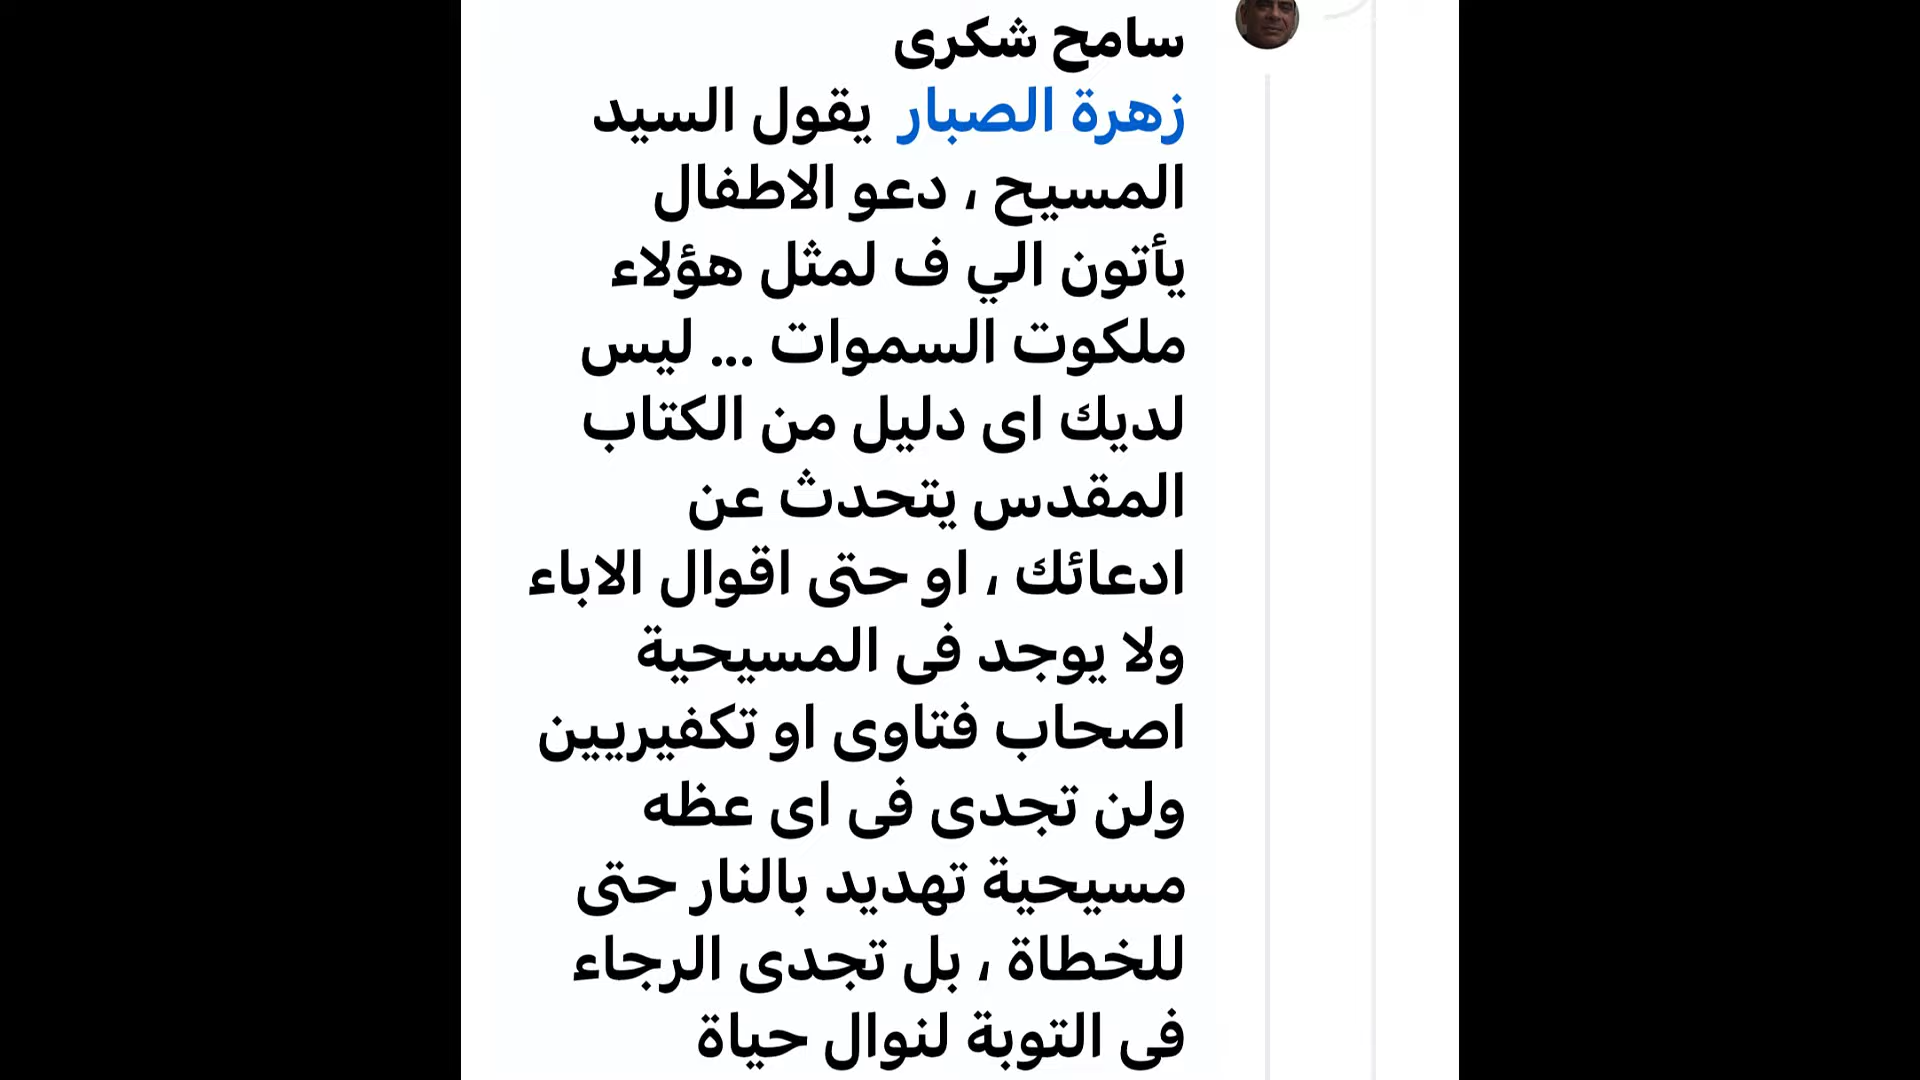 سامح شكرى
زهرة الصبار يقول السيد
المسيح ، دعو الاطفال
يأتون الي ف لمثل هؤلاء
ملكوت السموات ... ليس
لديك اى دليل من الكتاب
المقدس يتحدث عن
ادعائك ، او حتى اقوال الاباء
ولا يوجد فى المسيحية
اصحاب فتاوى او تكفيريين
ولن تجدى فى اى عظه
مسيحية تهديد بالنار حتى
للخطاة ، بل تجدى الرجاء
فى التوبة لنوال حياة